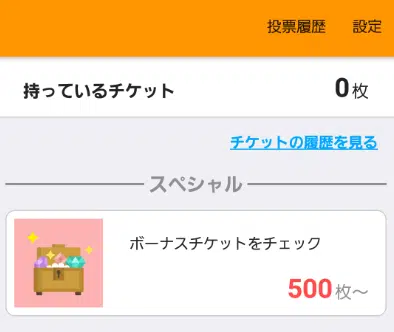 投票履歴 設定
持っているチケット 0枚
チケットの履歴を見る
スペシャル
ボーナスチケットをチェック
500枚〜